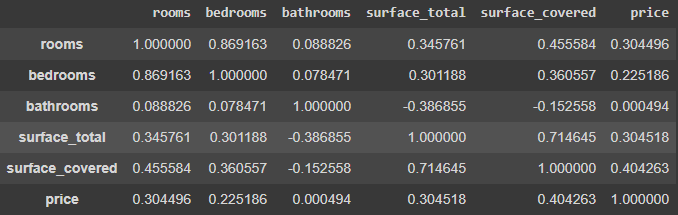 rooms bedrooms bathrooms surface_total surface_covered price
rooms 1.000000 0.869163 0.088826 0.345761 0.455584 0.304496
bedrooms 0.869163 1.000000 0.078471 0.301188 0.360557 0.225186
bathrooms 0.088826 0.078471 1.000000 -0.386855 -0.152558 0.000494
surface_total 0.345761 0.301188 -0.386855 1.000000 0.714645 0.304518
surface_covered 0.455584 0.360557 -0.152558 0.714645 1.000000 0.404263
price 0.304496 0.225186 0.000494 0.304518 0.404263 1.000000